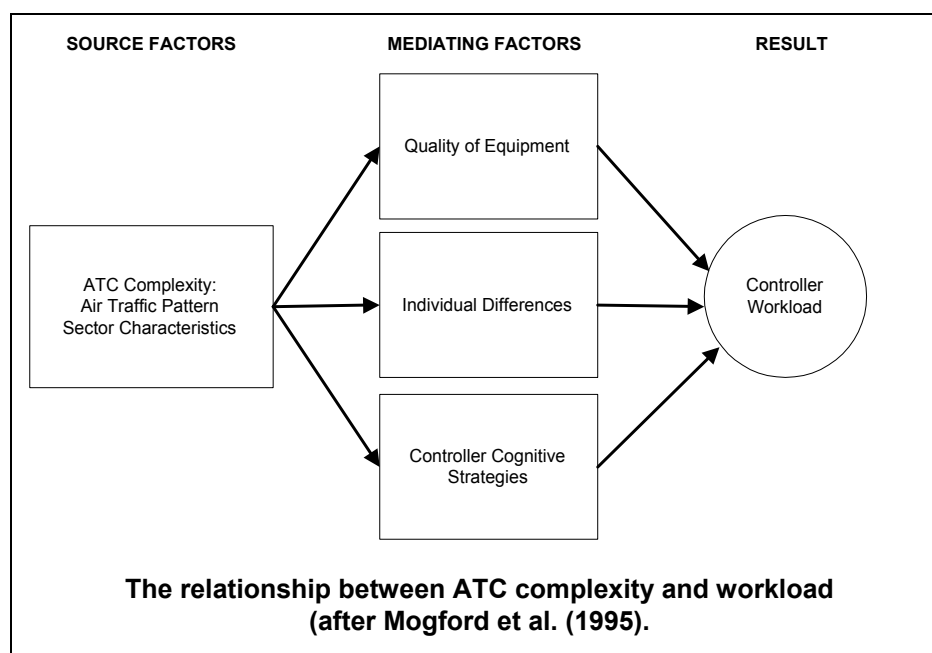 SOURCE FACTORS
MEDIATING FACTORS
RESULT
Quality of Equipment
ATC Complexity:
Air Traffic Pattern
Sector Characteristics
Individual Differences
Controller
Workload
Controller Cognitive
Strategies
The relationship between ATC complexity and workload
(after Mogford et al. (1995).